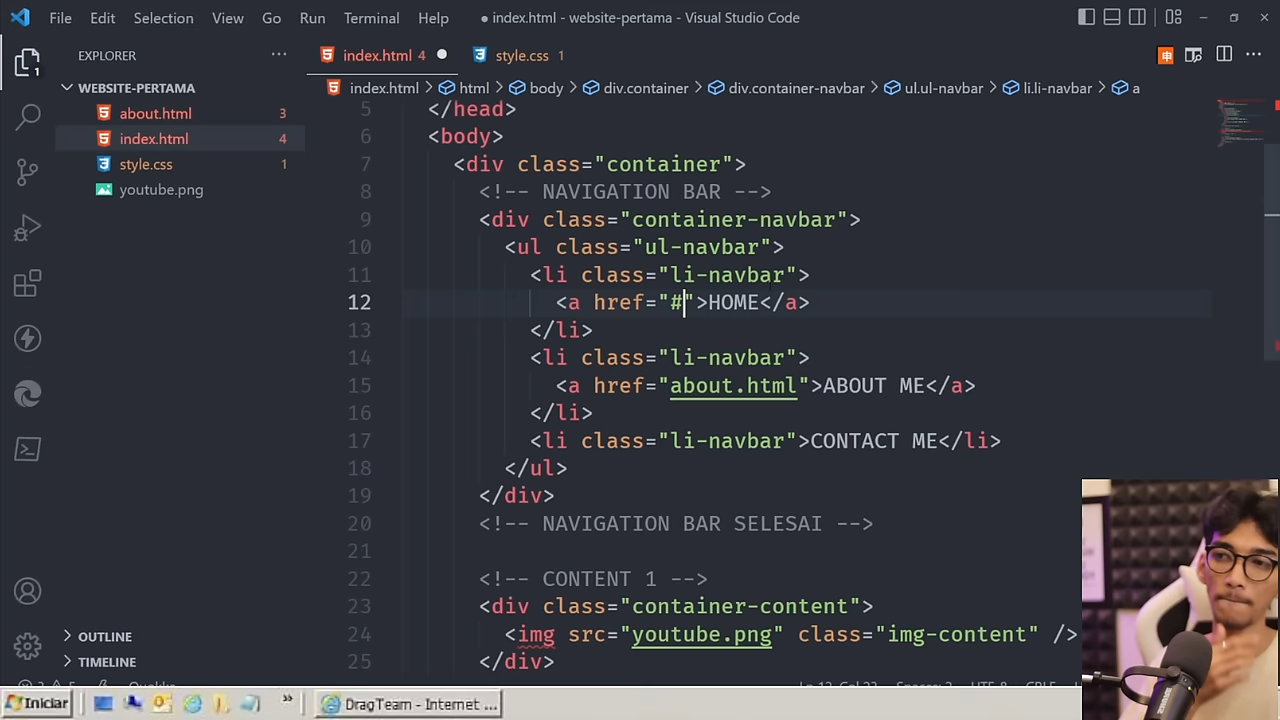 File Edit Selection View Go Run Terminal Help ● index.html - website-pertama - Visual Studio Code
EXPLORER ···
index.html 4 ● style.css 1
WEBSITE-PERTAMA
about.html 3
index.html 4
style.css 1
youtube.png
OUTLINE
TIMELINE
index.html > html > body > div.container > div.container-navbar > ul.ul-navbar > li.li-navbar > a
5 </head>
6 <body>
7 <div class="container">
8 <!-- NAVIGATION BAR -->
9 <div class="container-navbar">
10 <ul class="ul-navbar">
11 <li class="li-navbar">
12 <a href="#">HOME</a>
13 </li>
14 <li class="li-navbar">
15 <a href="about.html">ABOUT ME</a>
16 </li>
17 <li class="li-navbar">CONTACT ME</li>
18 </ul>
19 </div>
20 <!-- NAVIGATION BAR SELESAI -->
21
22 <!-- CONTENT 1 -->
23 <div class="container-content">
24 <img src="youtube.png" class="img-content" />
25 </div>
Iniciar » DragTeam - Internet ...